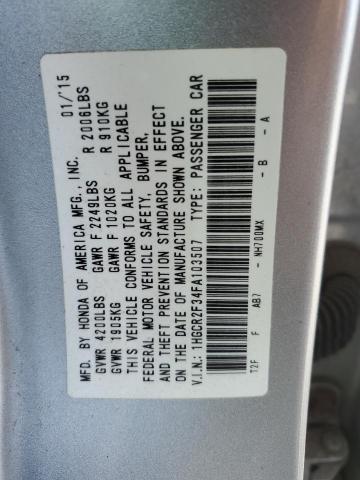 MFD. BY HONDA OF AMERICA MFG., INC. 01/'15
GVWR 4200LBS GAWR F 2249LBS R 2006LBS
GVWR 1905KG GAWR F 1020KG R 910KG
THIS VEHICLE CONFORMS TO ALL APPLICABLE
FEDERAL MOTOR VEHICLE SAFETY, BUMPER,
AND THEFT PREVENTION STANDARDS IN EFFECT
ON THE DATE OF MANUFACTURE SHOWN ABOVE.
V.I.N.: 1HGCR2F34FA103507 TYPE: PASSENGER CAR
T2F F AB7 - NH700MX - B - A